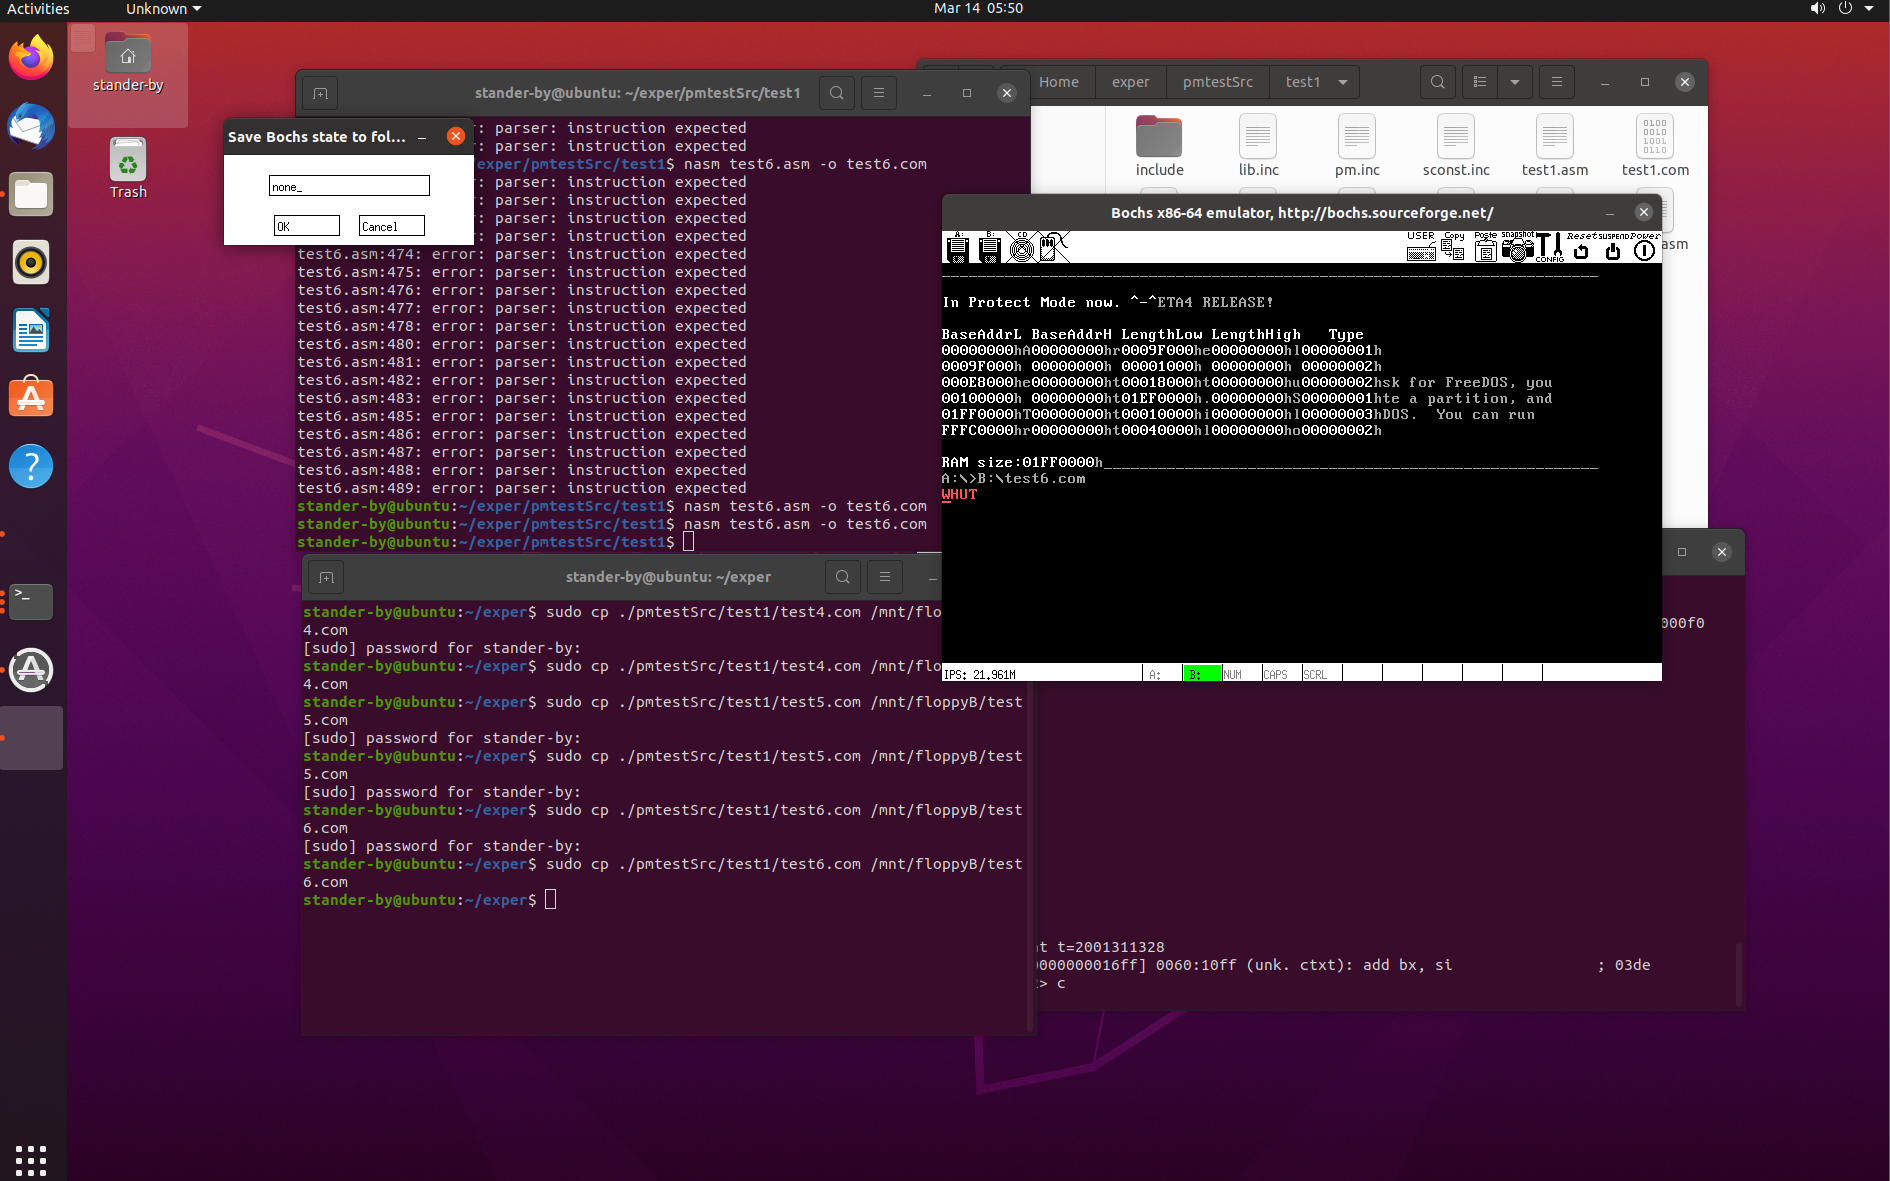 Activities
Unknown
Mar 14 05:50
stander-by
Trash
stander-by@ubuntu: ~/exper/pmtestSrc/test1
: parser: instruction expected
: parser: instruction expected
/exper/pmtestSrc/test1$ nasm test6.asm -o test6.com
: parser: instruction expected
: parser: instruction expected
: parser: instruction expected
: parser: instruction expected
test6.asm:474: error: parser: instruction expected
test6.asm:475: error: parser: instruction expected
test6.asm:476: error: parser: instruction expected
test6.asm:477: error: parser: instruction expected
test6.asm:478: error: parser: instruction expected
test6.asm:480: error: parser: instruction expected
test6.asm:481: error: parser: instruction expected
test6.asm:482: error: parser: instruction expected
test6.asm:483: error: parser: instruction expected
test6.asm:485: error: parser: instruction expected
test6.asm:486: error: parser: instruction expected
test6.asm:487: error: parser: instruction expected
test6.asm:488: error: parser: instruction expected
test6.asm:489: error: parser: instruction expected
stander-by@ubuntu:~/exper/pmtestSrc/test1$ nasm test6.asm -o test6.com
stander-by@ubuntu:~/exper/pmtestSrc/test1$ nasm test6.asm -o test6.com
stander-by@ubuntu:~/exper/pmtestSrc/test1$
Save Bochs state to fol...
none_
OK
Cancel
Home
exper
pmtestSrc
test1
include
lib.inc
pm.inc
sconst.inc
test1.asm
test1.com
asm
Bochs x86-64 emulator, http://bochs.sourceforge.net/
A: B: CD
USER Copy Paste snapshot CONFIG Reset SUSPEND Power
In Protect Mode now. ^-^ETA4 RELEASE!
BaseAddrL BaseAddrH LengthLow LengthHigh Type
00000000hA00000000hr0009F000he00000000hl00000001h
0009F000h 00000000h 00001000h 00000000h 00000002h
000E8000he00000000ht00018000ht00000000hu00000002hsk for FreeDOS, you
00100000h 00000000ht01EF0000h.00000000hS00000001hte a partition, and
01FF0000hT00000000ht00010000hi00000000hl00000003hDOS. You can run
FFFC0000hr00000000ht00040000hl00000000ho00000002h
RAM size:01FF0000h
A:\>B:\test6.com
WHUT
IPS: 21.961M
A:
B:
NUM
CAPS
SCRL
stander-by@ubuntu: ~/exper
stander-by@ubuntu:~/exper$ sudo cp ./pmtestSrc/test1/test4.com /mnt/flo
4.com
[sudo] password for stander-by:
stander-by@ubuntu:~/exper$ sudo cp ./pmtestSrc/test1/test4.com /mnt/flo
4.com
stander-by@ubuntu:~/exper$ sudo cp ./pmtestSrc/test1/test5.com /mnt/floppyB/test
5.com
[sudo] password for stander-by:
stander-by@ubuntu:~/exper$ sudo cp ./pmtestSrc/test1/test5.com /mnt/floppyB/test
5.com
[sudo] password for stander-by:
stander-by@ubuntu:~/exper$ sudo cp ./pmtestSrc/test1/test6.com /mnt/floppyB/test
6.com
[sudo] password for stander-by:
stander-by@ubuntu:~/exper$ sudo cp ./pmtestSrc/test1/test6.com /mnt/floppyB/test
6.com
stander-by@ubuntu:~/exper$
000f0
t t=2001311328
0000000016ff] 0060:10ff (unk. ctxt): add bx, si ; 03de
> c